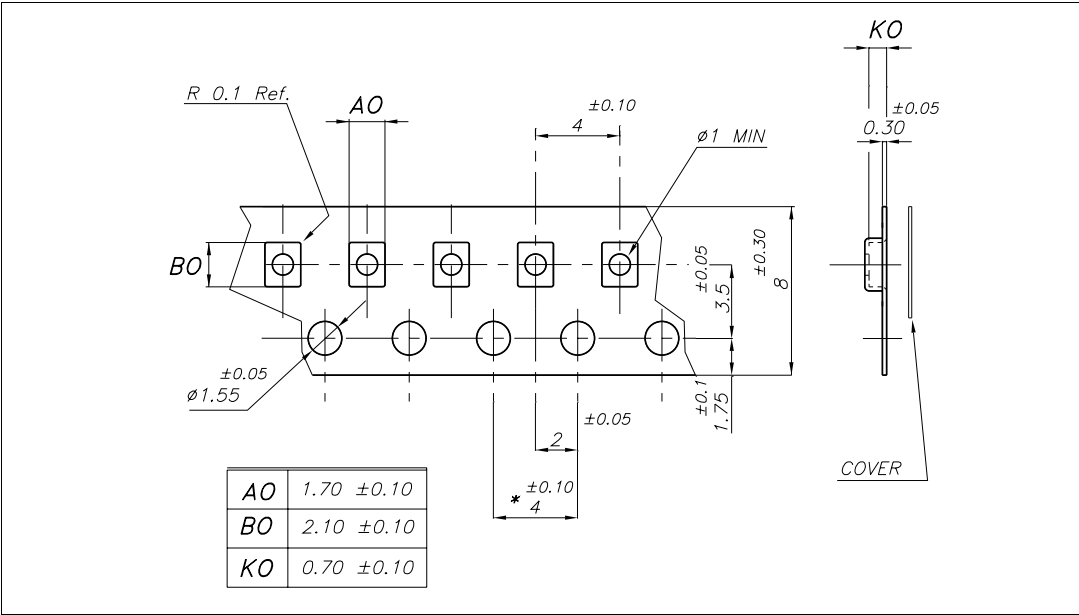 KO
R 0.1 Ref.
AO
±0.10
4
ø1 MIN
±0.05
0.30
BO
±0.05
3.5
±0.30
8
±0.05
ø1.55
±0.1
1.75
±0.05
2
* ±0.10
4
COVER
AO 1.70 ±0.10
BO 2.10 ±0.10
KO 0.70 ±0.10